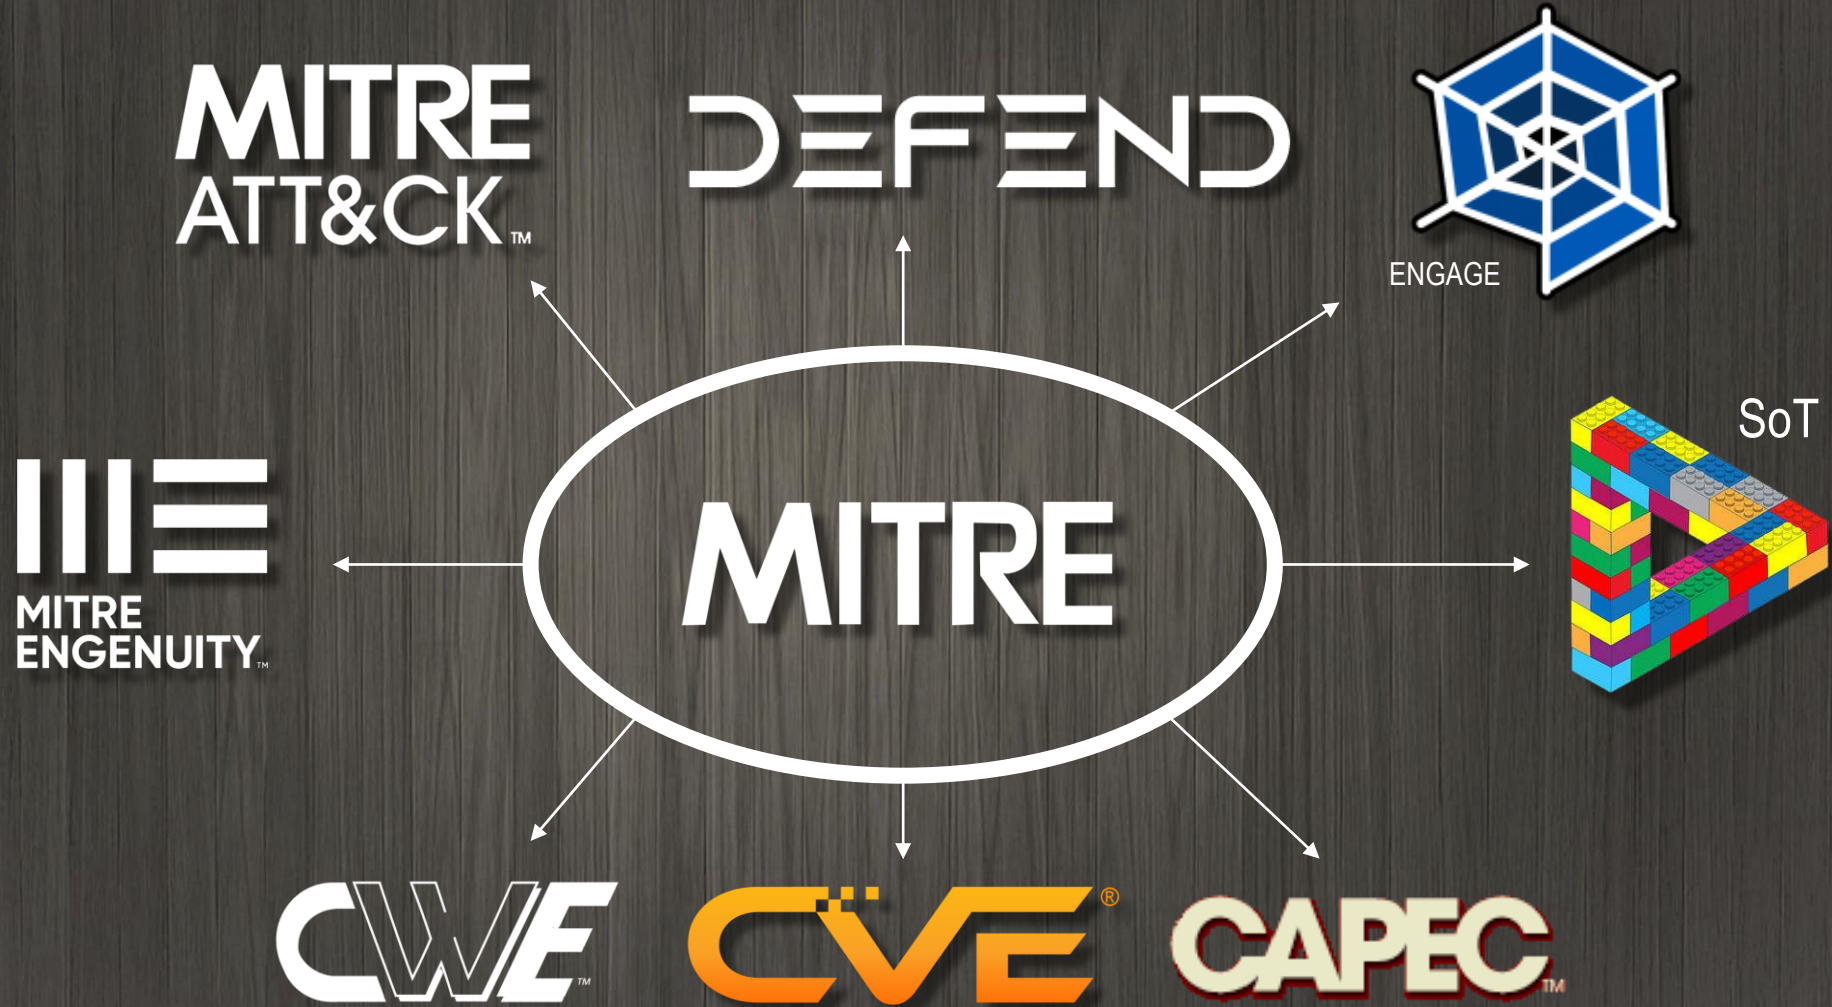 MITRE
ATT&CK™
DEFEND
ENGAGE
SoT
MITRE
MITRE
ENGENUITY™
CWE™
CVE®
CAPEC™